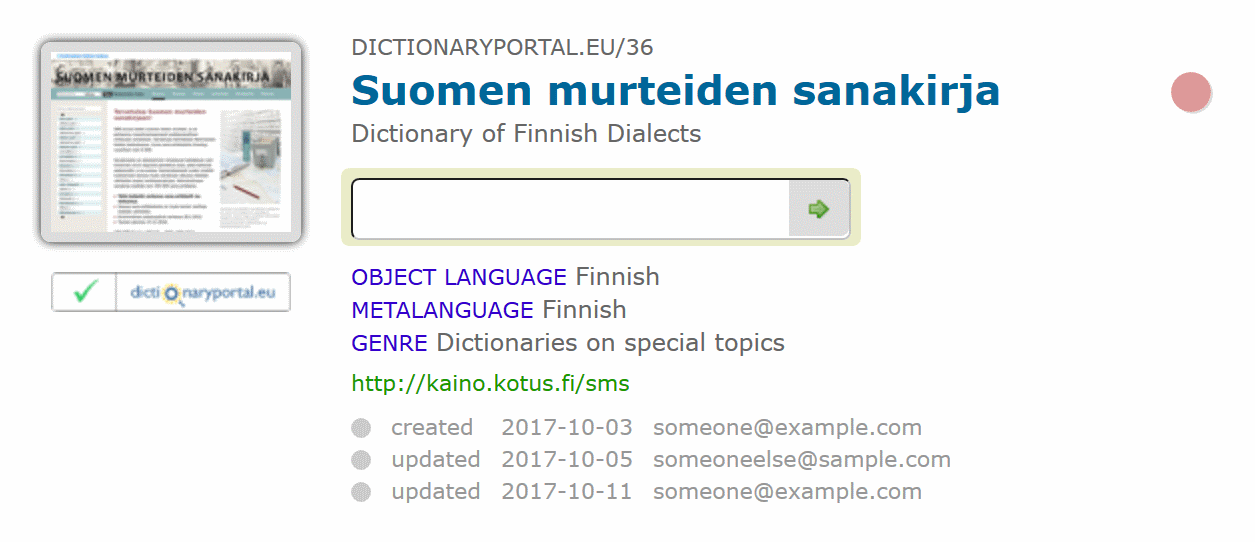 DICTIONARYPORTAL.EU/36
Suomen murteiden sanakirja
Dictionary of Finnish Dialects
SUOMEN MURTEIDEN SANAKIRJA
dictionaryportal.eu
OBJECT LANGUAGE Finnish
METALANGUAGE Finnish
GENRE Dictionaries on special topics
http://kaino.kotus.fi/sms
created 2017-10-03 someone@example.com
updated 2017-10-05 someoneelse@sample.com
updated 2017-10-11 someone@example.com